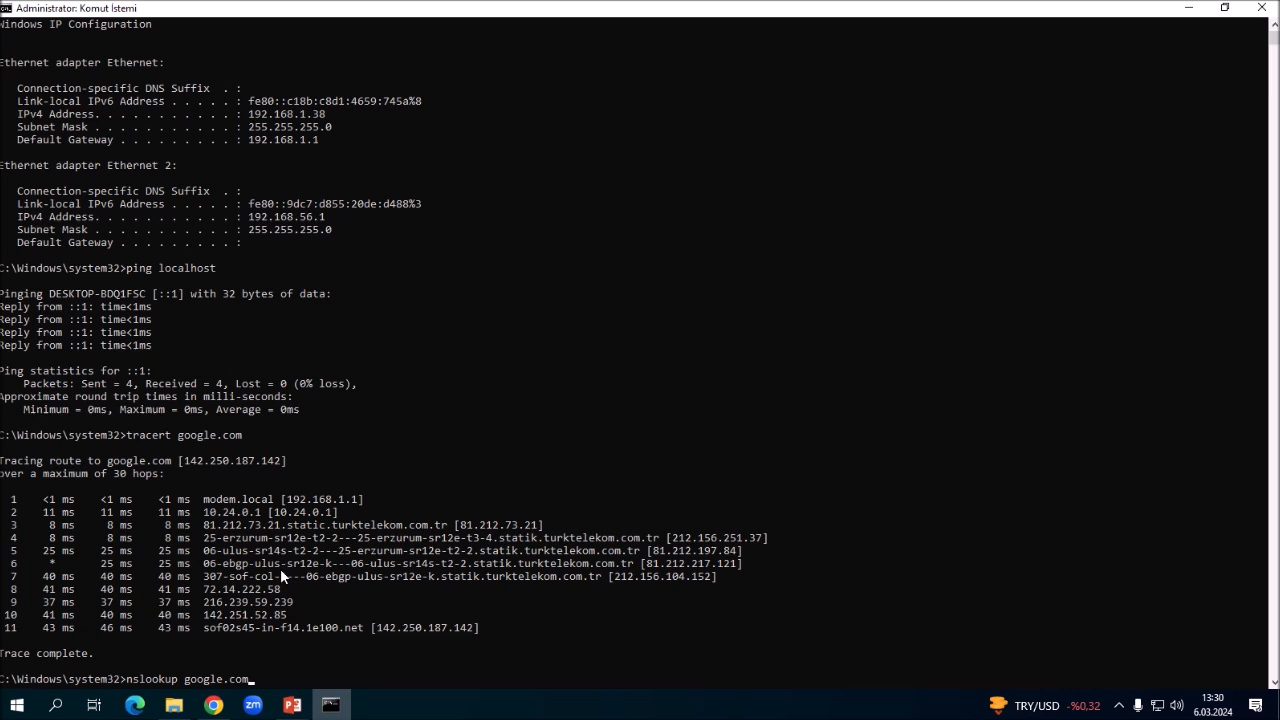 Administrator: Komut İstemi
Windows IP Configuration
Ethernet adapter Ethernet:
Connection-specific DNS Suffix . :
Link-local IPv6 Address . . . . . : fe80::c18b:c8d1:4659:745a%8
IPv4 Address. . . . . . . . . . . : 192.168.1.38
Subnet Mask . . . . . . . . . . . : 255.255.255.0
Default Gateway . . . . . . . . . : 192.168.1.1
Ethernet adapter Ethernet 2:
Connection-specific DNS Suffix . :
Link-local IPv6 Address . . . . . : fe80::9dc7:d855:20de:d488%3
IPv4 Address. . . . . . . . . . . : 192.168.56.1
Subnet Mask . . . . . . . . . . . : 255.255.255.0
Default Gateway . . . . . . . . . :
C:\Windows\system32>ping localhost
Pinging DESKTOP-BDQ1FSC [::1] with 32 bytes of data:
Reply from ::1: time<1ms
Reply from ::1: time<1ms
Reply from ::1: time<1ms
Reply from ::1: time<1ms
Ping statistics for ::1:
Packets: Sent = 4, Received = 4, Lost = 0 (0% loss),
Approximate round trip times in milli-seconds:
Minimum = 0ms, Maximum = 0ms, Average = 0ms
C:\Windows\system32>tracert google.com
Tracing route to google.com [142.250.187.142]
over a maximum of 30 hops:
1 <1 ms <1 ms <1 ms modem.local [192.168.1.1]
2 11 ms 11 ms 11 ms 10.24.0.1 [10.24.0.1]
3 8 ms 8 ms 8 ms 81.212.73.21.static.turktelekom.com.tr [81.212.73.21]
4 8 ms 8 ms 8 ms 25-erzurum-sr12e-t2-2---25-erzurum-sr12e-t3-4.statik.turktelekom.com.tr [212.156.251.37]
5 25 ms 25 ms 25 ms 06-ulus-sr14s-t2-2---25-erzurum-sr12e-t2-2.statik.turktelekom.com.tr [81.212.197.84]
6 * 25 ms 25 ms 06-ebgp-ulus-sr12e-k---06-ulus-sr14s-t2-2.statik.turktelekom.com.tr [81.212.217.121]
7 40 ms 40 ms 40 ms 307-sof-col----06-ebgp-ulus-sr12e-k.statik.turktelekom.com.tr [212.156.104.152]
8 41 ms 40 ms 41 ms 72.14.222.58
9 37 ms 37 ms 37 ms 216.239.59.239
10 41 ms 40 ms 40 ms 142.251.52.85
11 43 ms 46 ms 43 ms sof02s45-in-f14.1e100.net [142.250.187.142]
Trace complete.
C:\Windows\system32>nslookup google.com
TRY/USD -%0,32
13:30
6.03.2024